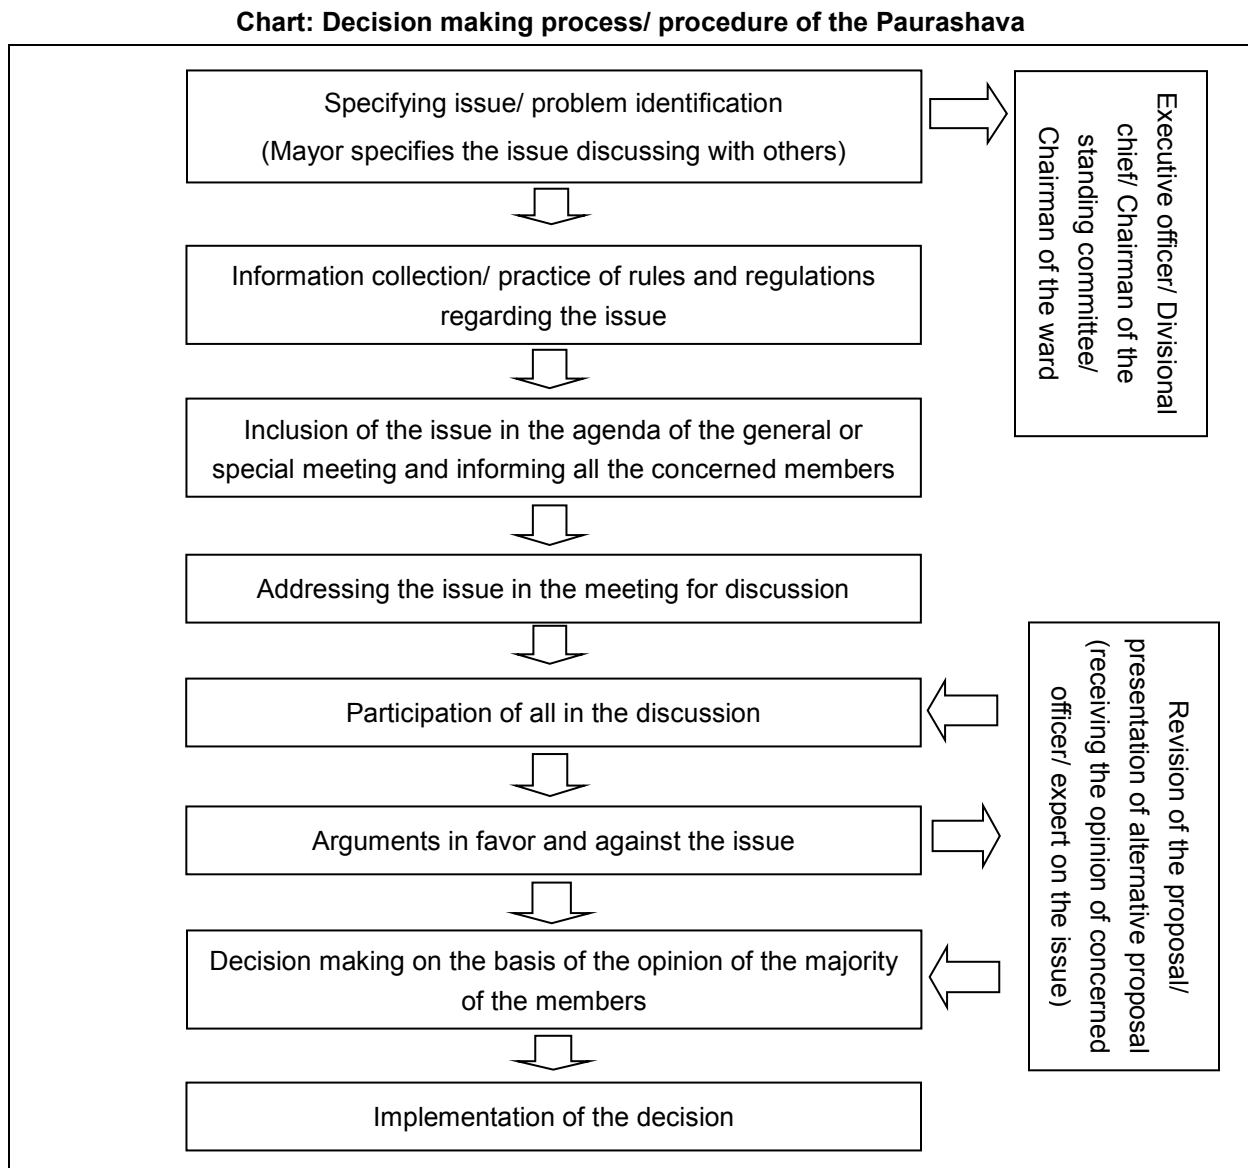 Chart: Decision making process/ procedure of the Paurashava
Specifying issue/ problem identification
(Mayor specifies the issue discussing with others)
Executive officer/ Divisional
chief/ Chairman of the
standing committee/
Chairman of the ward
Information collection/ practice of rules and regulations
regarding the issue
Inclusion of the issue in the agenda of the general or
special meeting and informing all the concerned members
Addressing the issue in the meeting for discussion
Participation of all in the discussion
Revision of the proposal/
presentation of alternative proposal
(receiving the opinion of concerned
officer/ expert on the issue)
Arguments in favor and against the issue
Decision making on the basis of the opinion of the majority
of the members
Implementation of the decision